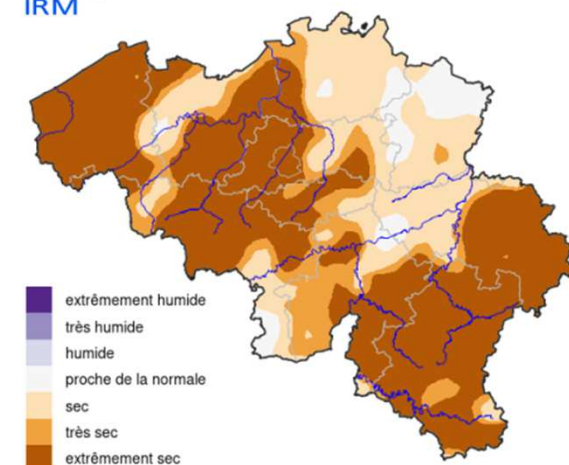 IRM
extrêmement humide
très humide
humide
proche de la normale
sec
très sec
extrêmement sec